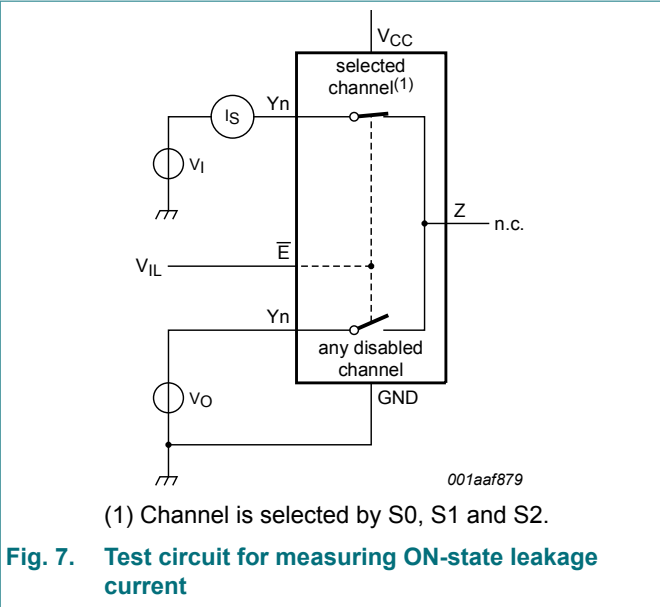 VCC
selected
channel(1)
Yn
IS
VI
Z
n.c.
E
VIL
Yn
any disabled
channel
VO
GND
001aaf879
(1) Channel is selected by S0, S1 and S2.
Fig. 7. Test circuit for measuring ON-state leakage
current